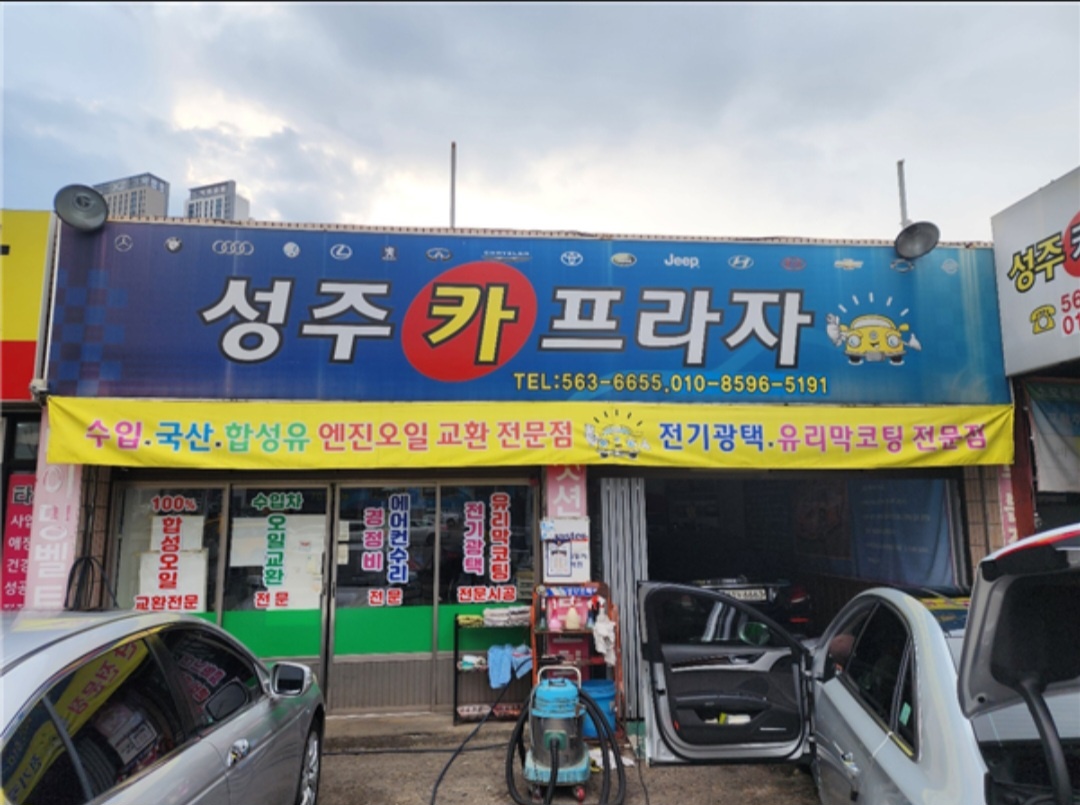 CHRYSLER
Jeep
성주카프라자
TEL:563-6655.010-8596-5191
수입.국산.합성유 엔진오일 교환 전문점
전기광택.유리막코팅 전문점
100%
합성오일
교환전문
수입차
오일교환
전문
경정비
에어컨수리
전문
전기광택
유리막코팅
전문시공
성주
밍벨트